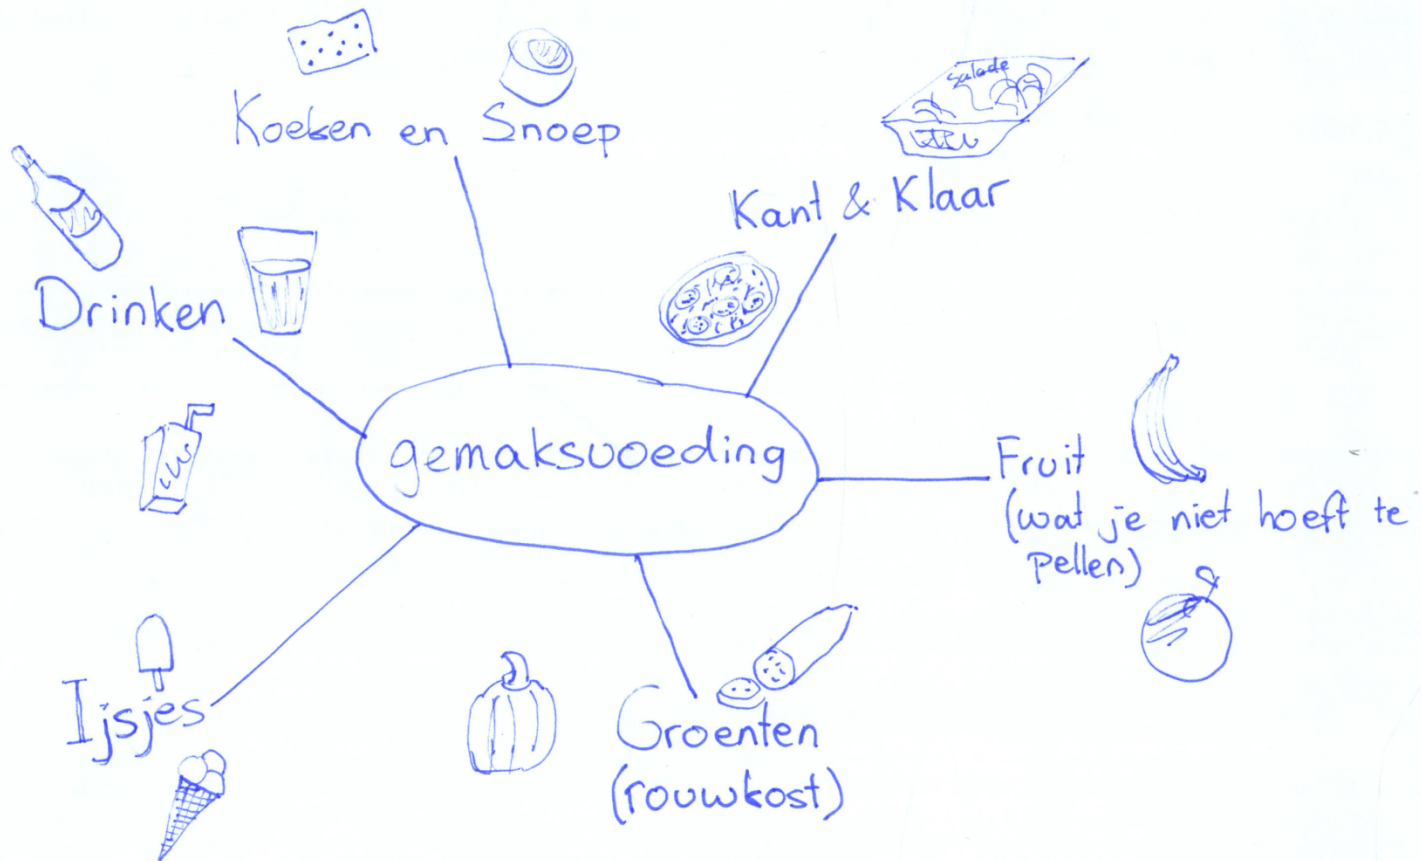 Koeken en Snoep
salade
Kant & Klaar
Drinken
gemaksvoeding
Fruit
(wat je niet hoeft te
pellen)
Ijsjes
Groenten
(rouwkost)